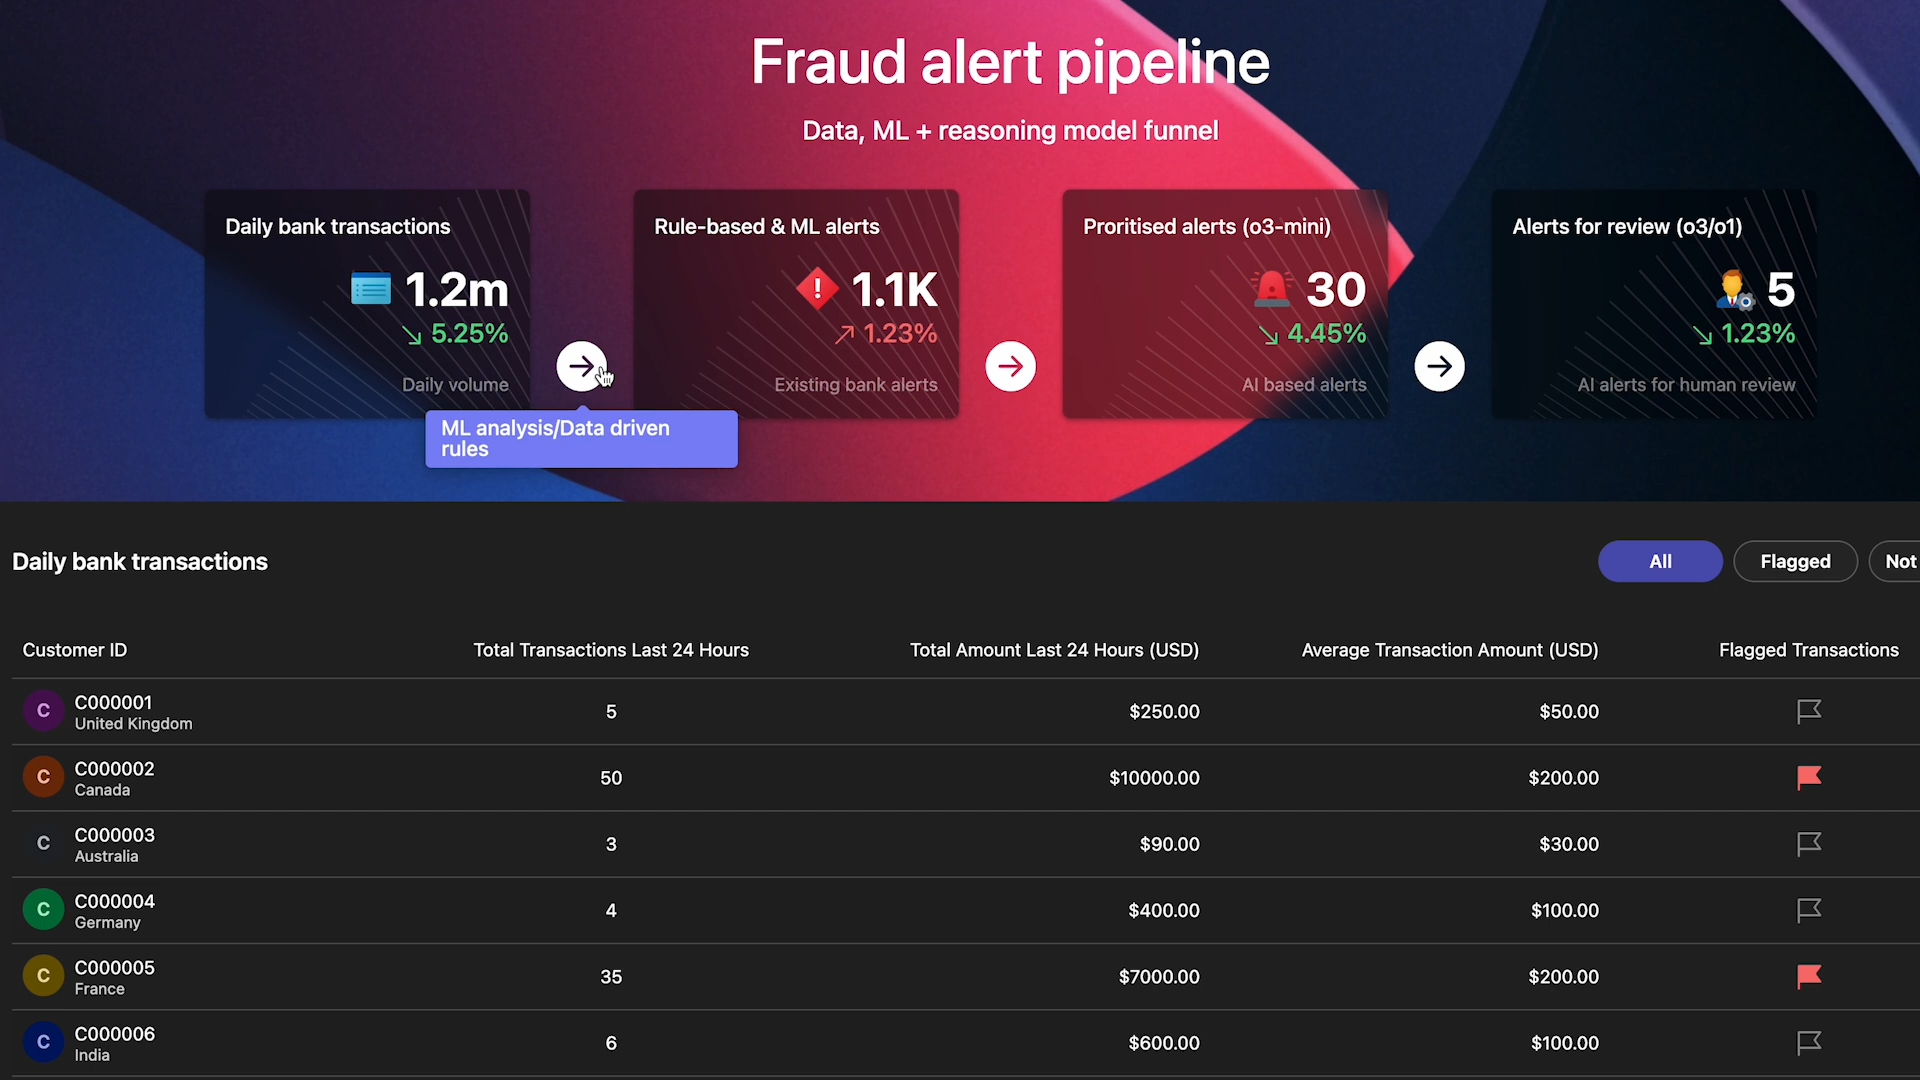 Fraud alert pipeline
Data, ML + reasoning model funnel
Daily bank transactions
1.2m
5.25%
Daily volume
Rule-based & ML alerts
1.1K
1.23%
Existing bank alerts
Proritised alerts (o3-mini)
30
4.45%
AI based alerts
Alerts for review (o3/o1)
5
1.23%
AI alerts for human review
ML analysis/Data driven
rules
Daily bank transactions
All
Flagged
Not
Customer ID Total Transactions Last 24 Hours Total Amount Last 24 Hours (USD) Average Transaction Amount (USD) Flagged Transactions
C C000001 5 $250.00 $50.00
United Kingdom
C C000002 50 $10000.00 $200.00
Canada
C C000003 3 $90.00 $30.00
Australia
C C000004 4 $400.00 $100.00
Germany
C C000005 35 $7000.00 $200.00
France
C C000006 6 $600.00 $100.00
India